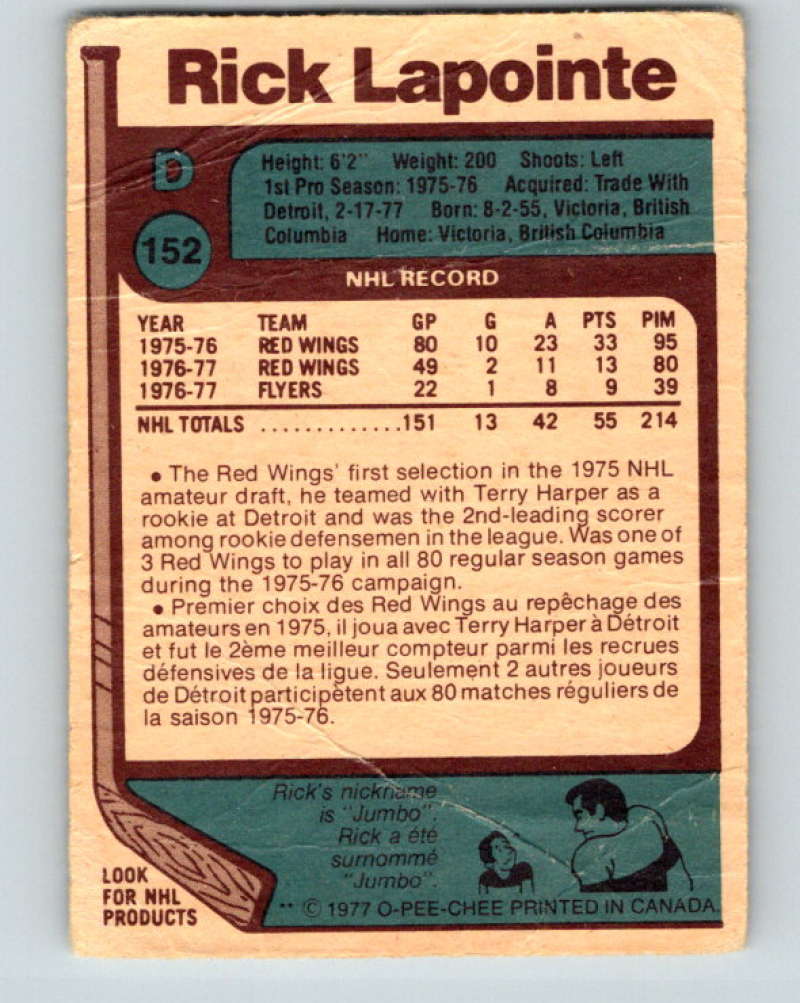 Rick Lapointe
D
152
Height: 6'2" Weight: 200 Shoots: Left
1st Pro Season: 1975-76 Acquired: Trade With
Detroit, 2-17-77 Born: 8-2-55, Victoria, British
Columbia Home: Victoria, British Columbia
NHL RECORD
YEAR TEAM GP G A PTS PIM
1975-76 RED WINGS 80 10 23 33 95
1976-77 RED WINGS 49 2 11 13 80
1976-77 FLYERS 22 1 8 9 39
NHL TOTALS .............151 13 42 55 214
• The Red Wings' first selection in the 1975 NHL
amateur draft, he teamed with Terry Harper as a
rookie at Detroit and was the 2nd-leading scorer
among rookie defensemen in the league. Was one of
3 Red Wings to play in all 80 regular season games
during the 1975-76 campaign.
• Premier choix des Red Wings au repêchage des
amateurs en 1975, il joua avec Terry Harper à Détroit
et fut le 2ème meilleur compteur parmi les recrues
défensives de la ligue. Seulement 2 autres joueurs
de Détroit participètent aux 80 matches réguliers de
la saison 1975-76.
Rick's nickname
is "Jumbo".
Rick a été
surnommé
"Jumbo".
LOOK
FOR NHL
PRODUCTS
** © 1977 O-PEE-CHEE PRINTED IN CANADA